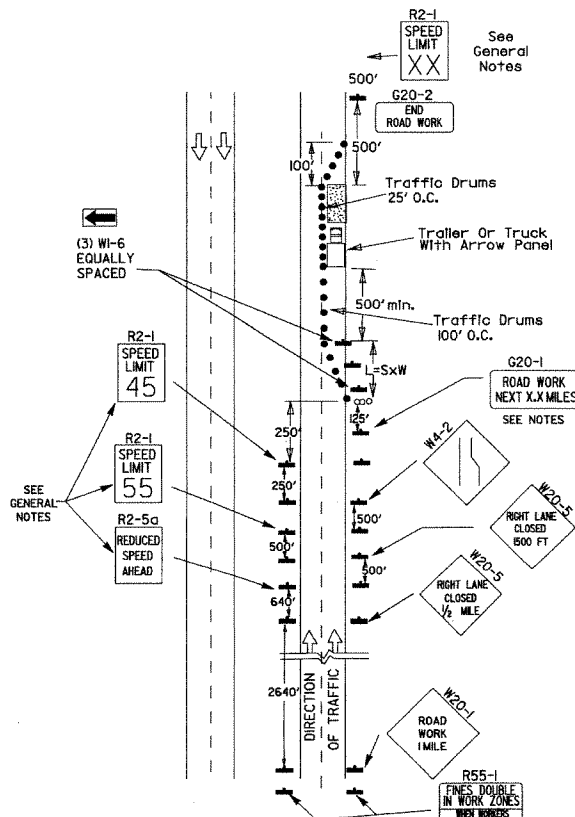 R2-1
SPEED
LIMIT
XX
See
General
Notes
500'
G20-2
END
ROAD WORK
500'
100'
Traffic Drums
25' O.C.
Trailer Or Truck
With Arrow Panel
(3) WI-6
EQUALLY
SPACED
500' min.
Traffic Drums
100' O.C.
R2-1
SPEED
LIMIT
45
L=SxW
G20-1
ROAD WORK
NEXT X.X MILES
SEE NOTES
125'
250'
W4-2
R2-1
SPEED
LIMIT
55
250'
500'
W20-5
RIGHT LANE
CLOSED
1500 FT
SEE
GENERAL
NOTES
R2-5a
REDUCED
SPEED
AHEAD
500'
500'
W20-5
RIGHT LANE
CLOSED
1/2 MILE
640'
2640'
DIRECTION
OF TRAFFIC
W20-1
ROAD
WORK
1 MILE
R55-1
FINES DOUBLE
IN WORK ZONES
WHEN WORKERS